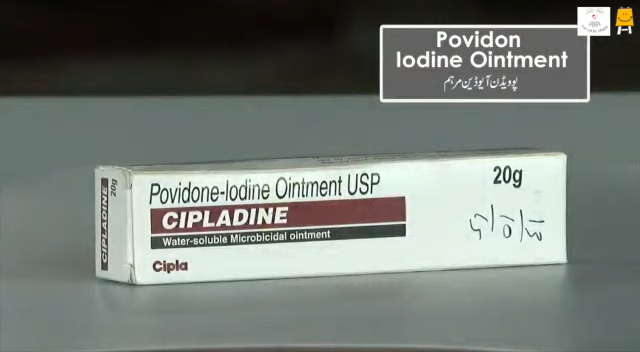 Povidon
Iodine Ointment
پوویڈن آیوڈین مرہم
Povidone-Iodine Ointment USP
20g
CIPLADINE
Water-soluble Microbicidal ointment
Cipla
CIPLADINE
20g